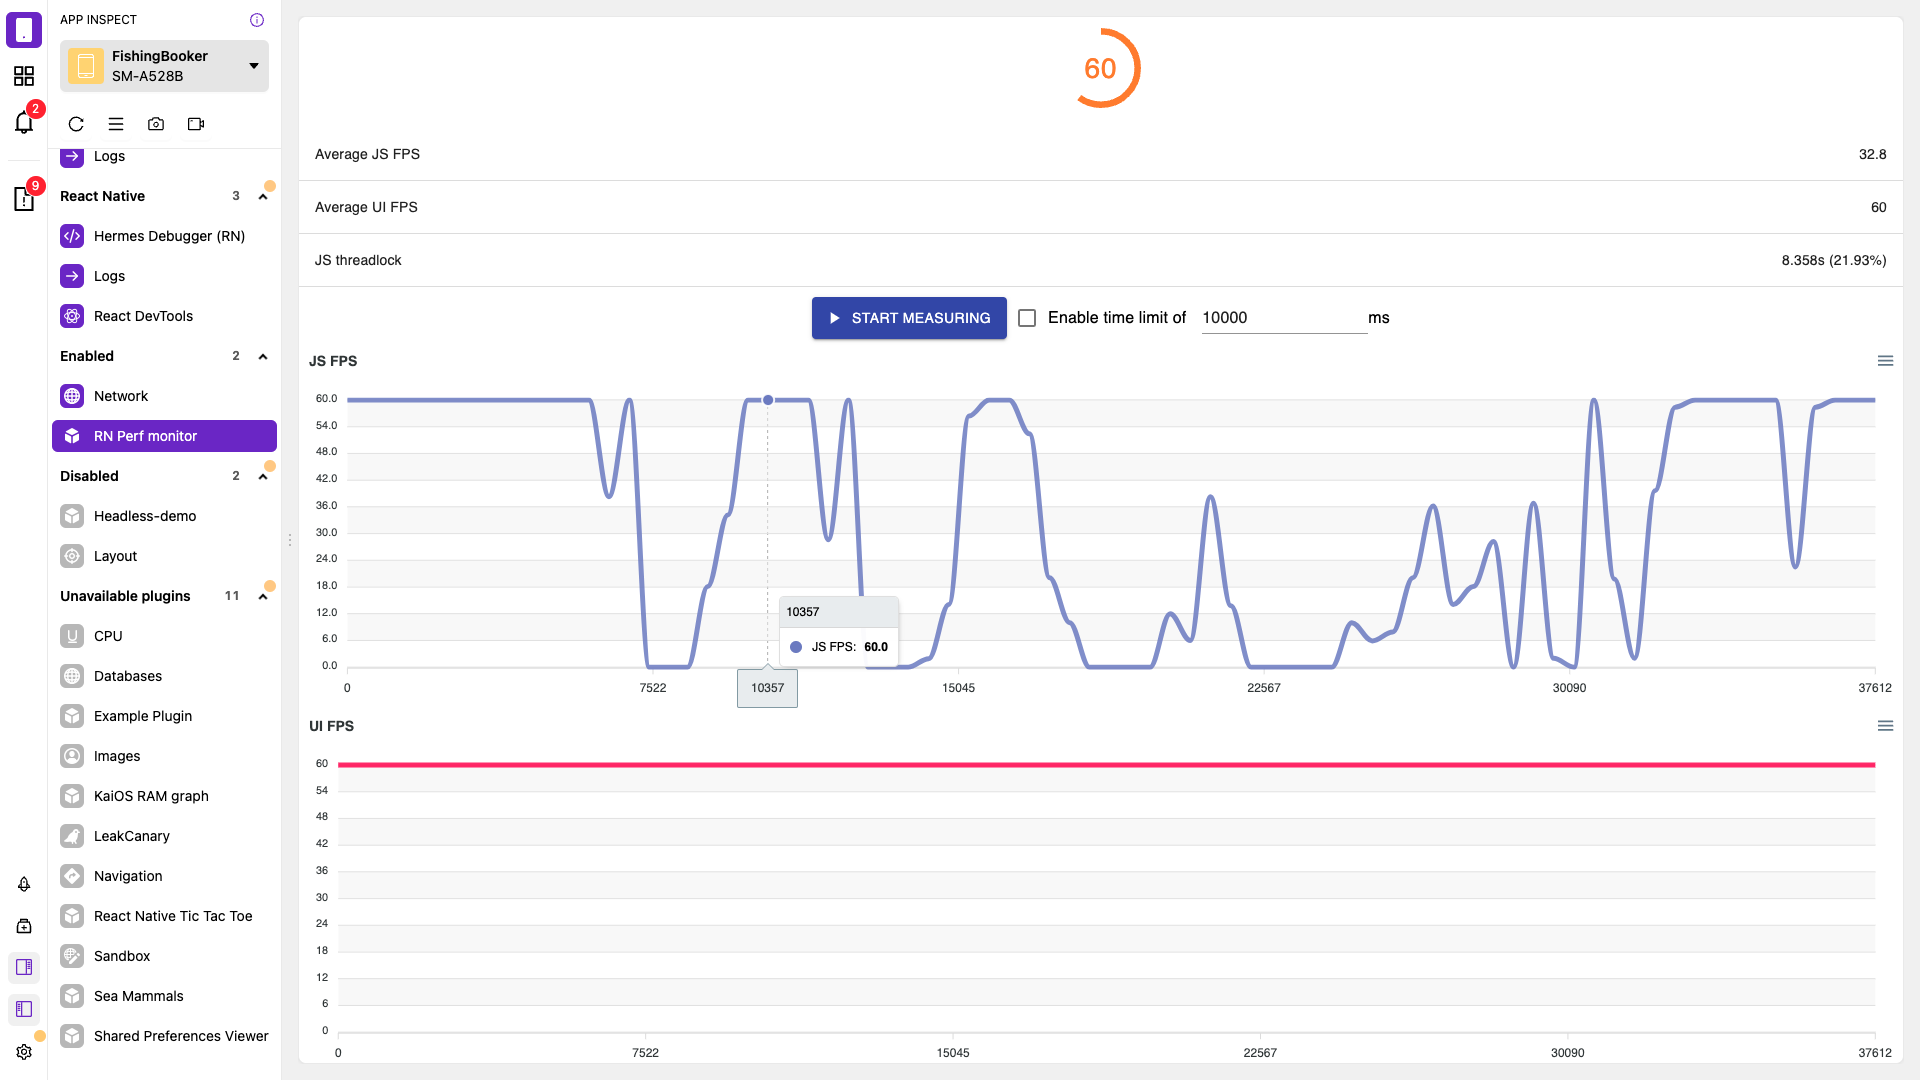 APP INSPECT
FishingBooker
SM-A528B
2
9
Logs
React Native 3
Hermes Debugger (RN)
Logs
React DevTools
Enabled 2
Network
RN Perf monitor
Disabled 2
Headless-demo
Layout
Unavailable plugins 11
CPU
Databases
Example Plugin
Images
KaiOS RAM graph
LeakCanary
Navigation
React Native Tic Tac Toe
Sandbox
Sea Mammals
Shared Preferences Viewer
60
Average JS FPS 32.8
Average UI FPS 60
JS threadlock 8.358s (21.93%)
START MEASURING Enable time limit of 10000 ms
JS FPS
60.0
54.0
48.0
42.0
36.0
30.0
24.0
18.0
12.0
6.0
0.0
10357
JS FPS: 60.0
0 7522 10357 15045 22567 30090 37612
UI FPS
60
54
48
42
36
30
24
18
12
6
0
0 7522 15045 22567 30090 37612